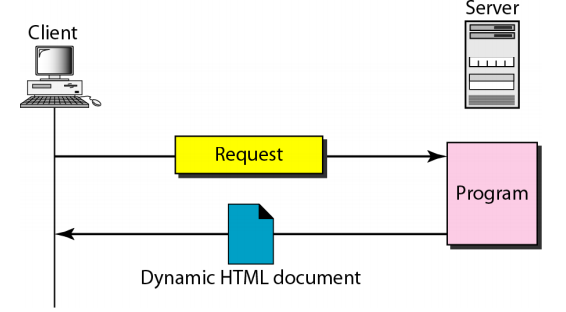 Server
Client
Request
Program
Dynamic HTML document